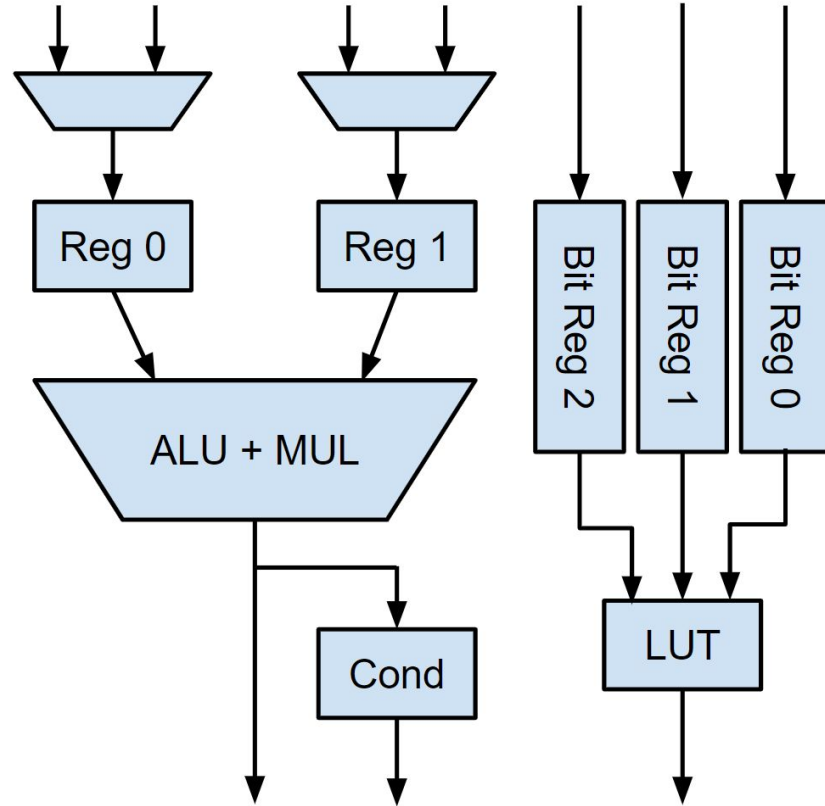 Reg 0
Reg 1
Bit Reg 2
Bit Reg 1
Bit Reg 0
ALU + MUL
Cond
LUT